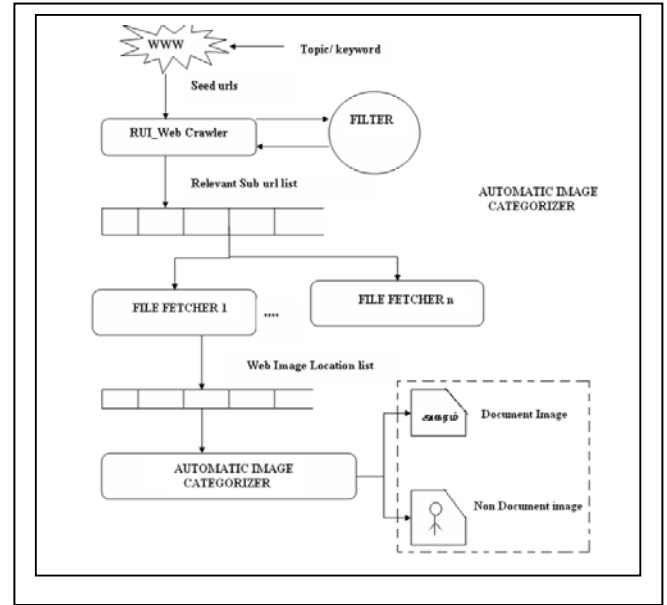 WWW
Topic/ keyword
Seed urls
RUI_Web Crawler
FILTER
Relevant Sub url list
AUTOMATIC IMAGE
CATEGORIZER
FILE FETCHER 1
....
FILE FETCHER n
Web Image Location list
அகரம்
Document Image
AUTOMATIC IMAGE
CATEGORIZER
Non Document image